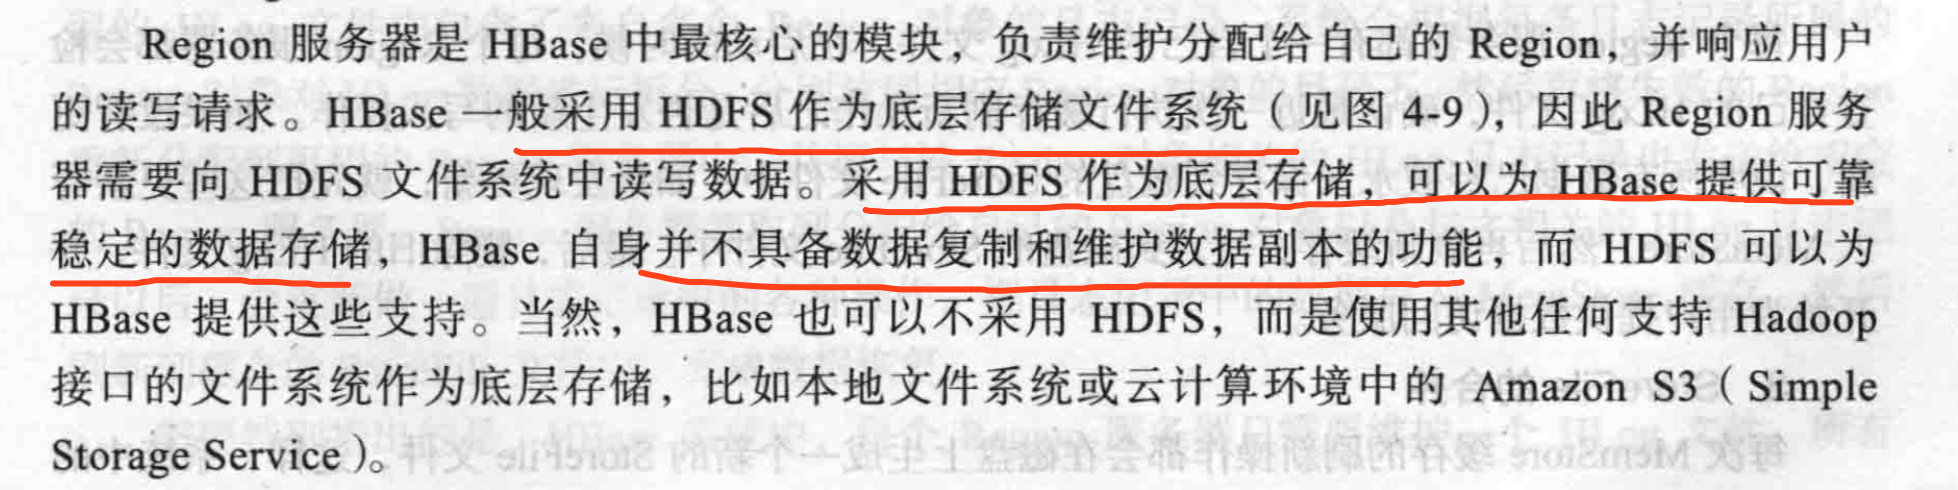 Region 服务器是 HBase 中最核心的模块，负责维护分配给自己的 Region，并响应用户
的读写请求。HBase 一般采用 HDFS 作为底层存储文件系统（见图 4-9），因此 Region 服务
器需要向 HDFS 文件系统中读写数据。采用 HDFS 作为底层存储，可以为 HBase 提供可靠
稳定的数据存储，HBase 自身并不具备数据复制和维护数据副本的功能，而 HDFS 可以为
HBase 提供这些支持。当然，HBase 也可以不采用 HDFS，而是使用其他任何支持 Hadoop
接口的文件系统作为底层存储，比如本地文件系统或云计算环境中的 Amazon S3（Simple
Storage Service）。